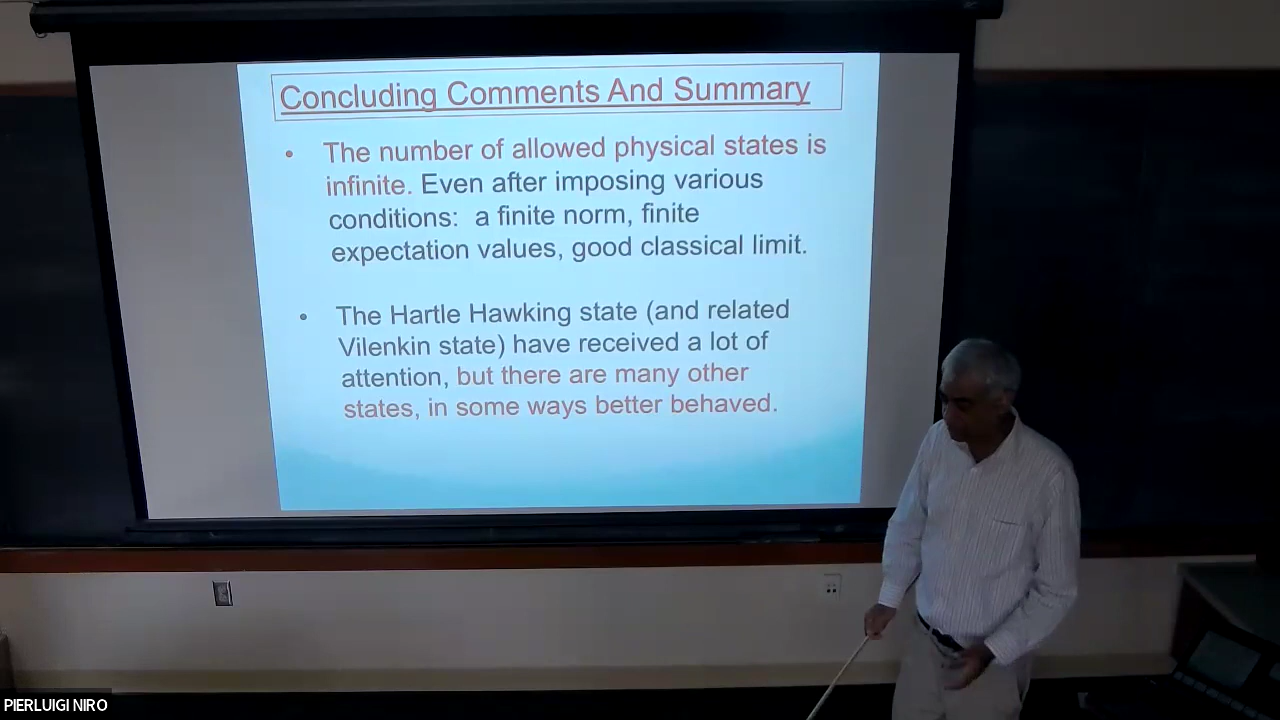 Concluding Comments And Summary
• The number of allowed physical states is
infinite. Even after imposing various
conditions: a finite norm, finite
expectation values, good classical limit.
• The Hartle Hawking state (and related
Vilenkin state) have received a lot of
attention, but there are many other
states, in some ways better behaved.
PIERLUIGI NIRO